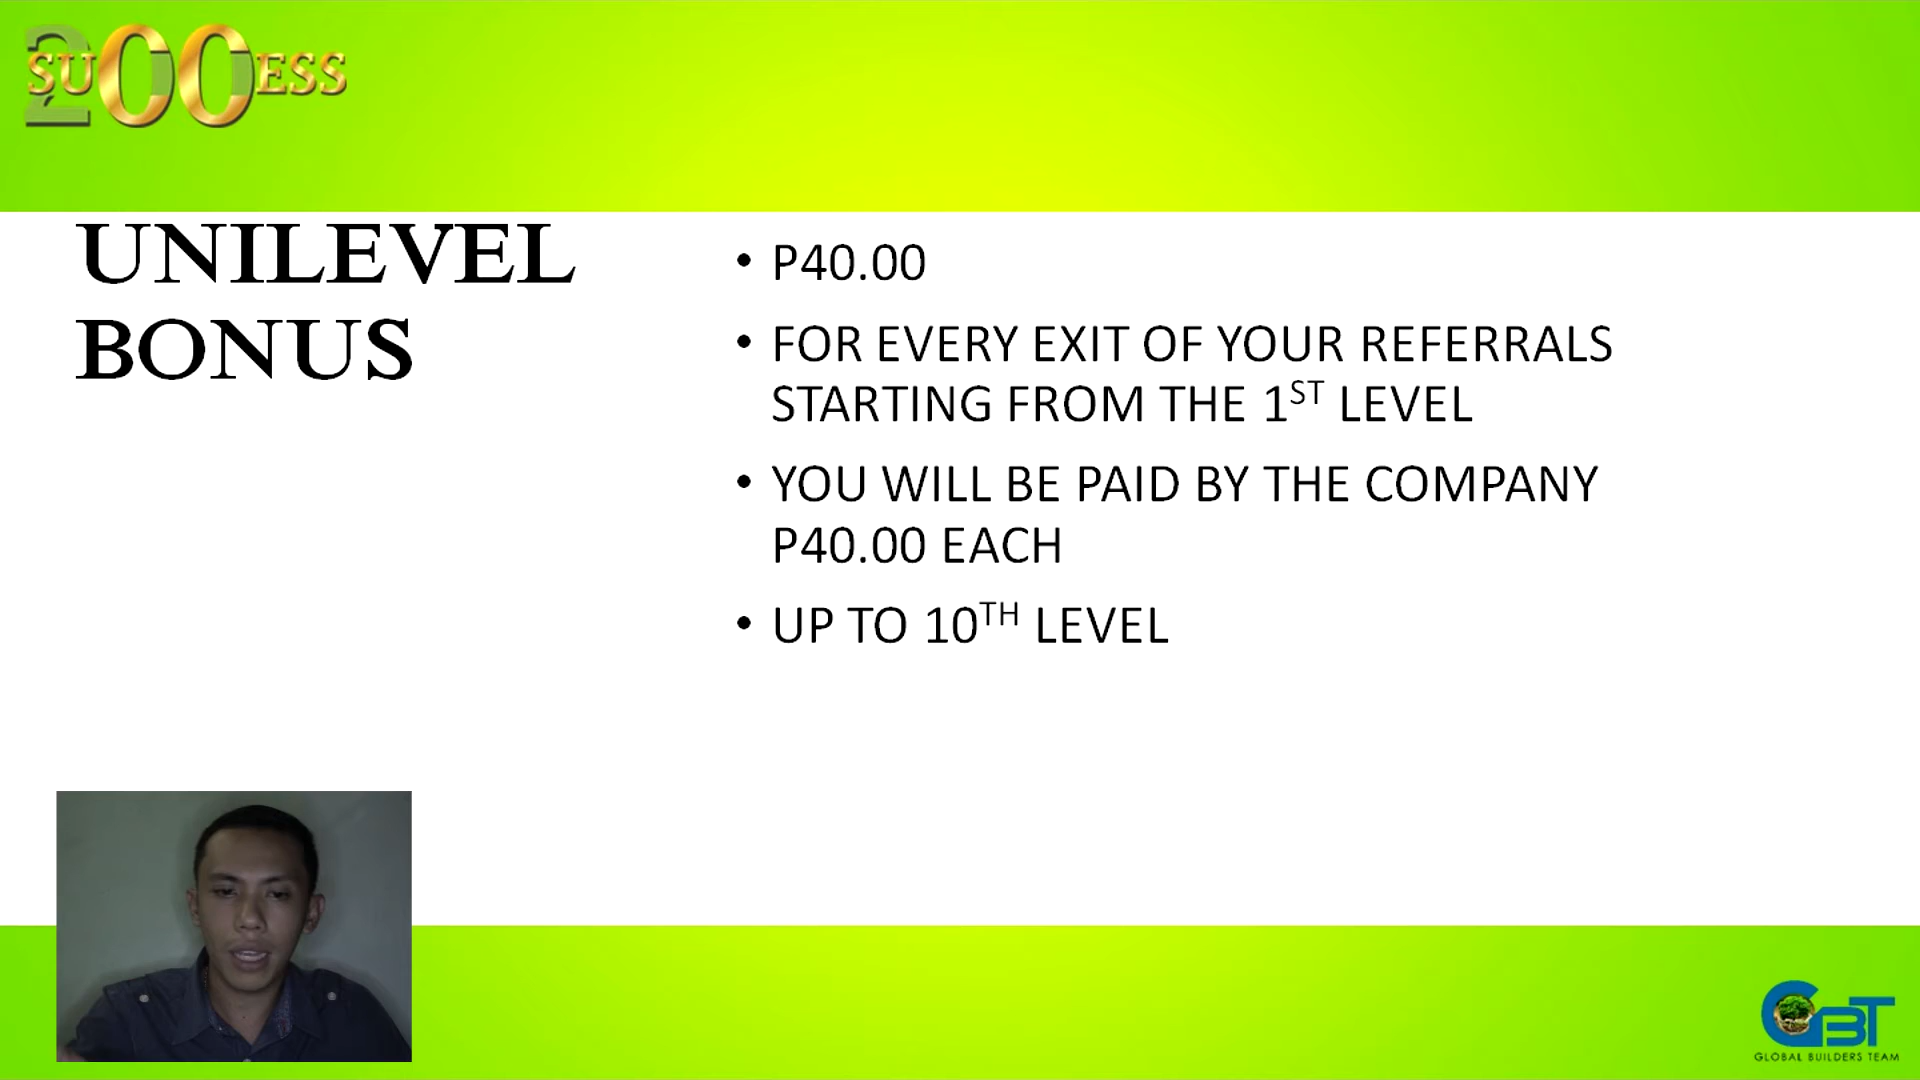 SU200ESS
UNILEVEL
BONUS
• P40.00
• FOR EVERY EXIT OF YOUR REFERRALS
STARTING FROM THE 1ST LEVEL
• YOU WILL BE PAID BY THE COMPANY
P40.00 EACH
• UP TO 10TH LEVEL
GBT
GLOBAL BUILDERS TEAM